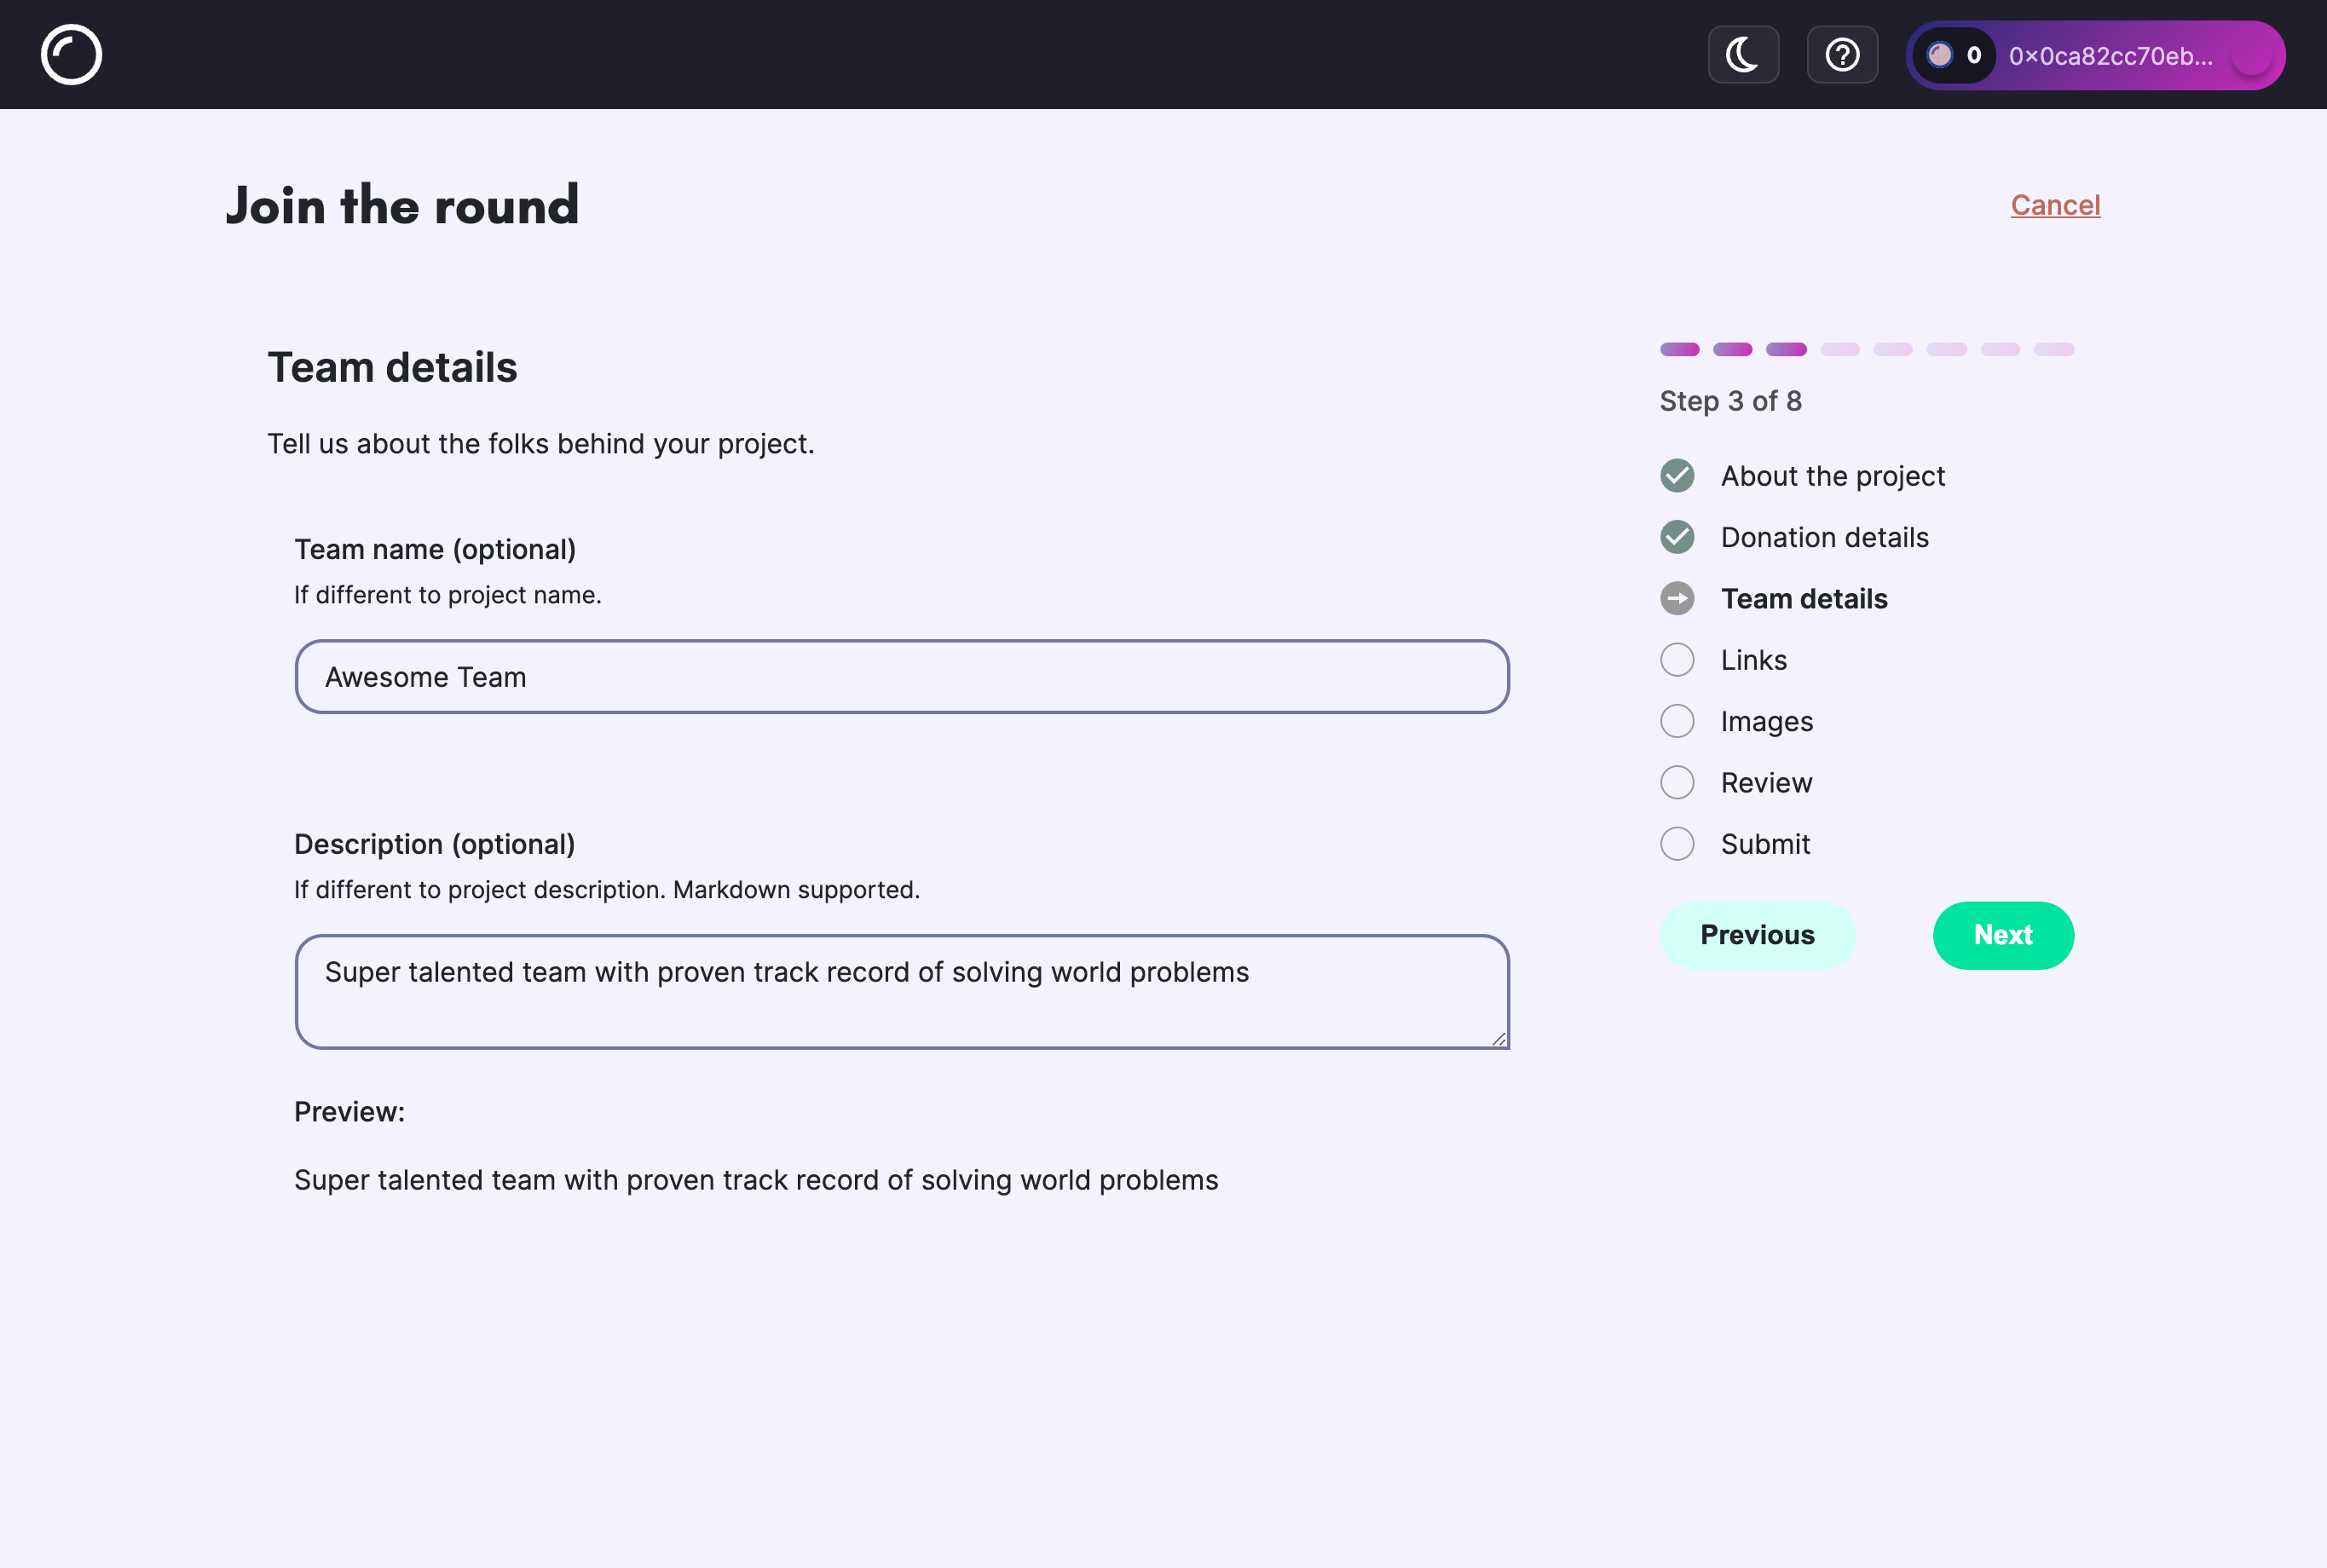 0 0×0ca82cc70eb...
Join the round
Cancel
Team details
Tell us about the folks behind your project.
Team name (optional)
If different to project name.
Awesome Team
Description (optional)
If different to project description. Markdown supported.
Super talented team with proven track record of solving world problems
Preview:
Super talented team with proven track record of solving world problems
Step 3 of 8
About the project
Donation details
Team details
Links
Images
Review
Submit
Previous
Next